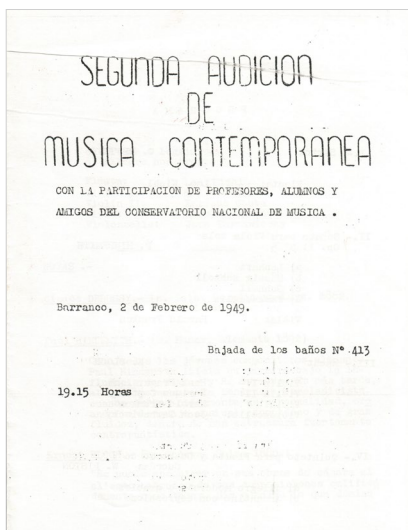 SEGUNDA AUDICION
DE
MUSICA CONTEMPORANEA
CON LA PARTICIPACION DE PROFESORES, ALUMNOS Y
AMIGOS DEL CONSERVATORIO NACIONAL DE MUSICA .
Barranco, 2 de Febrero de 1949.
Bajada de los baños Nº 413
19.15 Horas